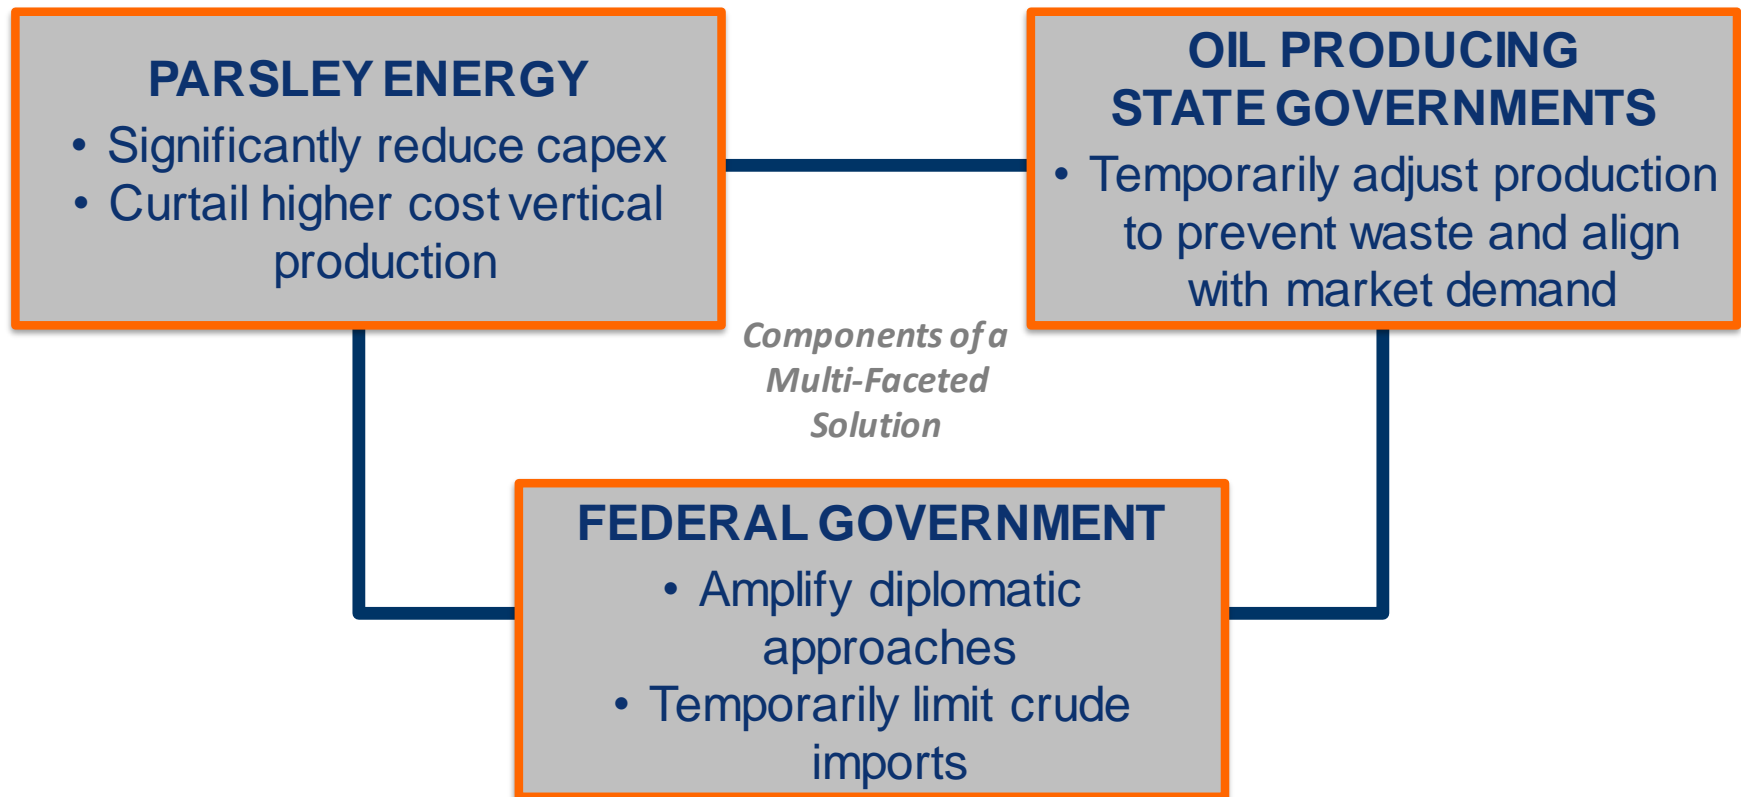 PARSLEY ENERGY
• Significantly reduce capex
• Curtail higher cost vertical
production
OIL PRODUCING
STATE GOVERNMENTS
• Temporarily adjust production
to prevent waste and align
with market demand
Components of a
Multi-Faceted
Solution
FEDERAL GOVERNMENT
• Amplify diplomatic
approaches
• Temporarily limit crude
imports